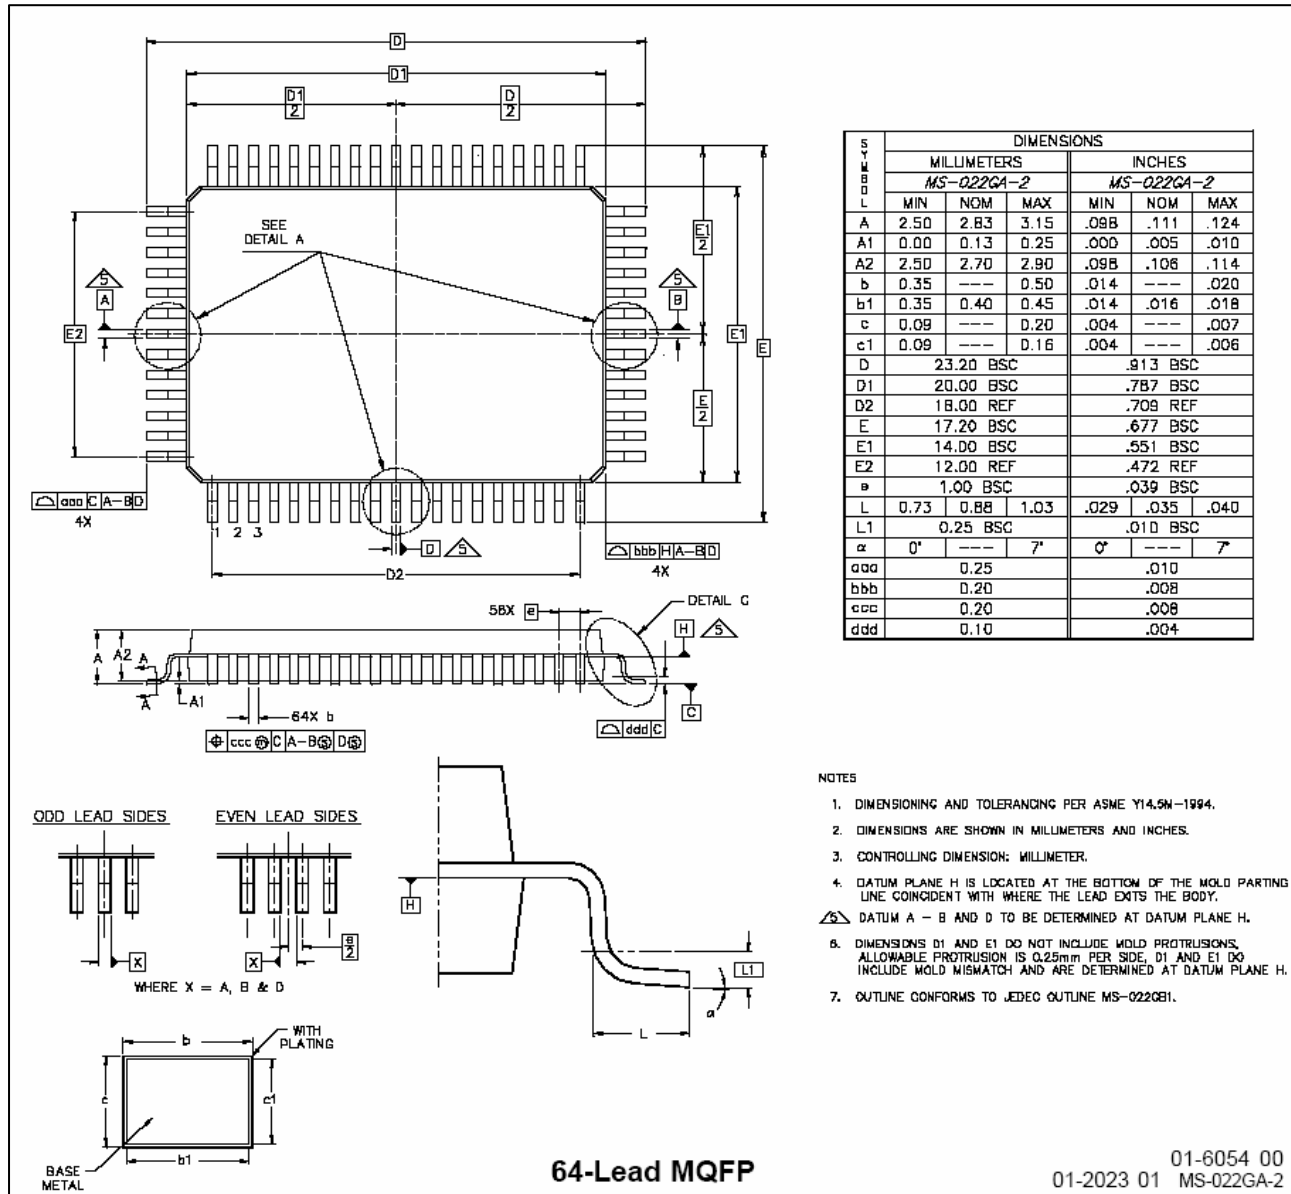 D
D1
D1
2
D
2
SEE
DETAIL A
5
A
5
B
E2
E1
2
E1
E
E
2
aaa C A-B D
4X
1 2 3
D 5
bbb H A-B D
4X
D2
SYMBOL DIMENSIONS
MILLIMETERS INCHES
MS-022GA-2 MS-022GA-2
MIN NOM MAX MIN NOM MAX
A 2.50 2.83 3.15 .098 .111 .124
A1 0.00 0.13 0.25 .000 .005 .010
A2 2.50 2.70 2.90 .098 .106 .114
b 0.35 --- 0.50 .014 --- .020
b1 0.35 0.40 0.45 .014 .016 .018
c 0.09 --- 0.20 .004 --- .007
c1 0.09 --- 0.16 .004 --- .006
D 23.20 BSC .913 BSC
D1 20.00 BSC .787 BSC
D2 18.00 REF .709 REF
E 17.20 BSC .677 BSC
E1 14.00 BSC .551 BSC
E2 12.00 REF .472 REF
e 1.00 BSC .039 BSC
L 0.73 0.88 1.03 .029 .035 .040
L1 0.25 BSC .010 BSC
α 0° --- 7° 0° --- 7°
aaa 0.25 .010
bbb 0.20 .008
ccc 0.20 .008
ddd 0.10 .004
58X e
DETAIL G
H 5
A A2 A
A A1
64X b
C
ddd C
⌖ ccc Ⓜ C A-BⓈ DⓈ
ODD LEAD SIDES EVEN LEAD SIDES
X X e
2
WHERE X = A, B & D
H
L1
α
L
b
WITH
PLATING
c
c1
b1
BASE
METAL
NOTES
1. DIMENSIONING AND TOLERANCING PER ASME Y14.5M-1994.
2. DIMENSIONS ARE SHOWN IN MILLIMETERS AND INCHES.
3. CONTROLLING DIMENSION: MILLIMETER.
4. DATUM PLANE H IS LOCATED AT THE BOTTOM OF THE MOLD PARTING
LINE COINCIDENT WITH WHERE THE LEAD EXITS THE BODY.
5 DATUM A - B AND D TO BE DETERMINED AT DATUM PLANE H.
6. DIMENSIONS D1 AND E1 DO NOT INCLUDE MOLD PROTRUSIONS,
ALLOWABLE PROTRUSION IS 0.25mm PER SIDE, D1 AND E1 DO
INCLUDE MOLD MISMATCH AND ARE DETERMINED AT DATUM PLANE H.
7. OUTLINE CONFORMS TO JEDEC OUTLINE MS-022GB1.
64-Lead MQFP
01-6054 00
01-2023 01 MS-022GA-2